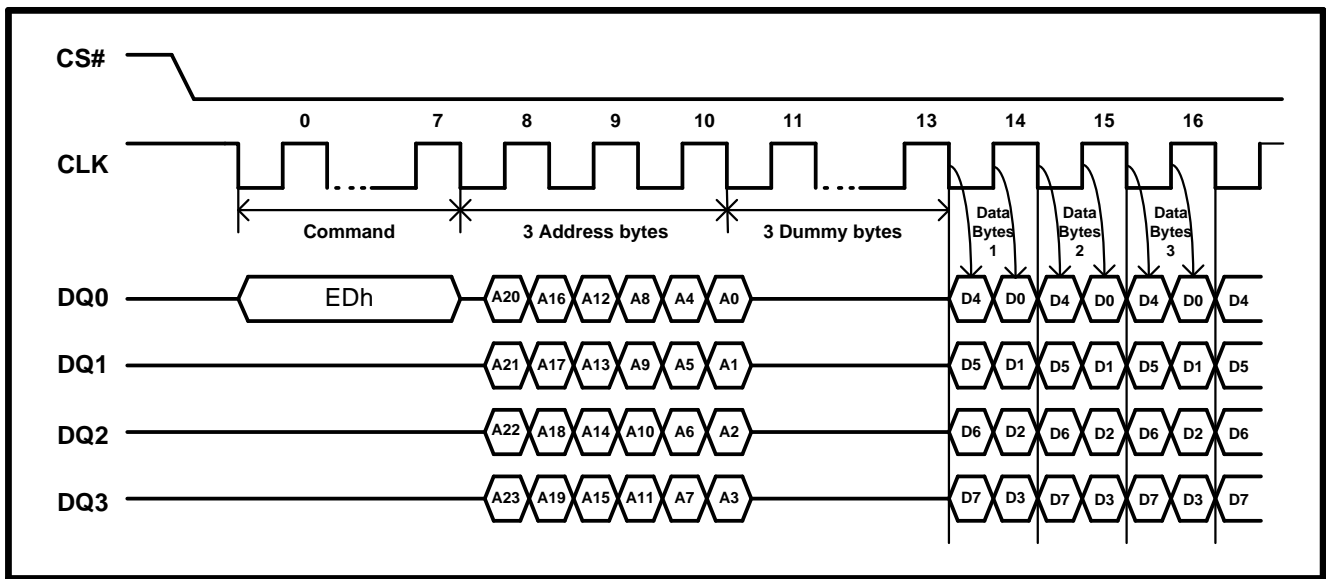 CS#
0 7 8 9 10 11 13 14 15 16
CLK
Command 3 Address bytes 3 Dummy bytes
Data Bytes 1
Data Bytes 2
Data Bytes 3
DQ0 EDh A20 A16 A12 A8 A4 A0 D4 D0 D4 D0 D4 D0 D4
DQ1 A21 A17 A13 A9 A5 A1 D5 D1 D5 D1 D5 D1 D5
DQ2 A22 A18 A14 A10 A6 A2 D6 D2 D6 D2 D6 D2 D6
DQ3 A23 A19 A15 A11 A7 A3 D7 D3 D7 D3 D7 D3 D7